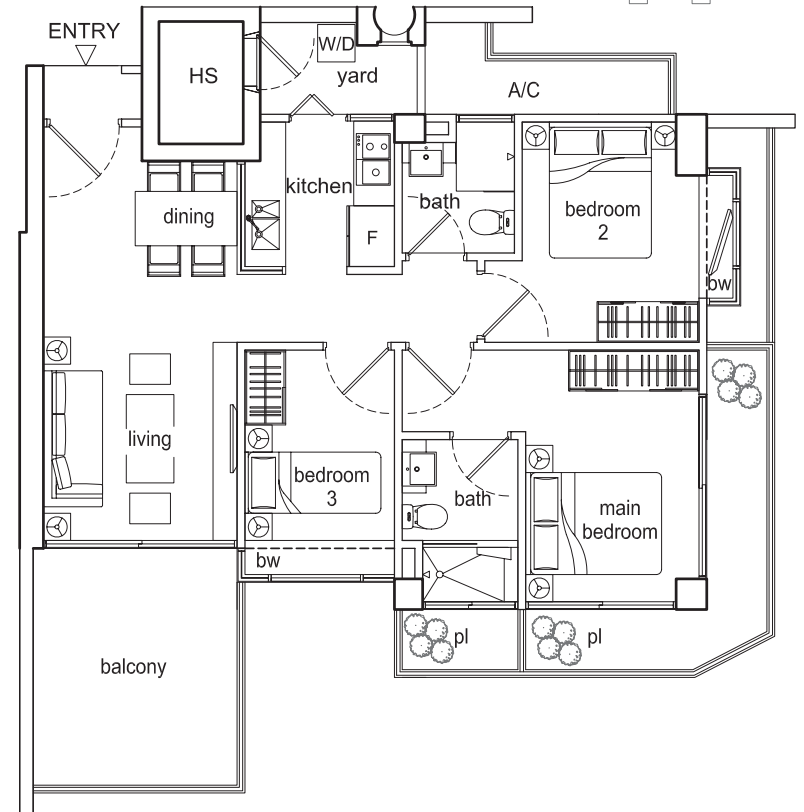 ENTRY
W/D
HS
yard
A/C
kitchen
dining
bath
bedroom
2
F
bw
living
bedroom
3
bath
main
bedroom
bw
pl
pl
balcony